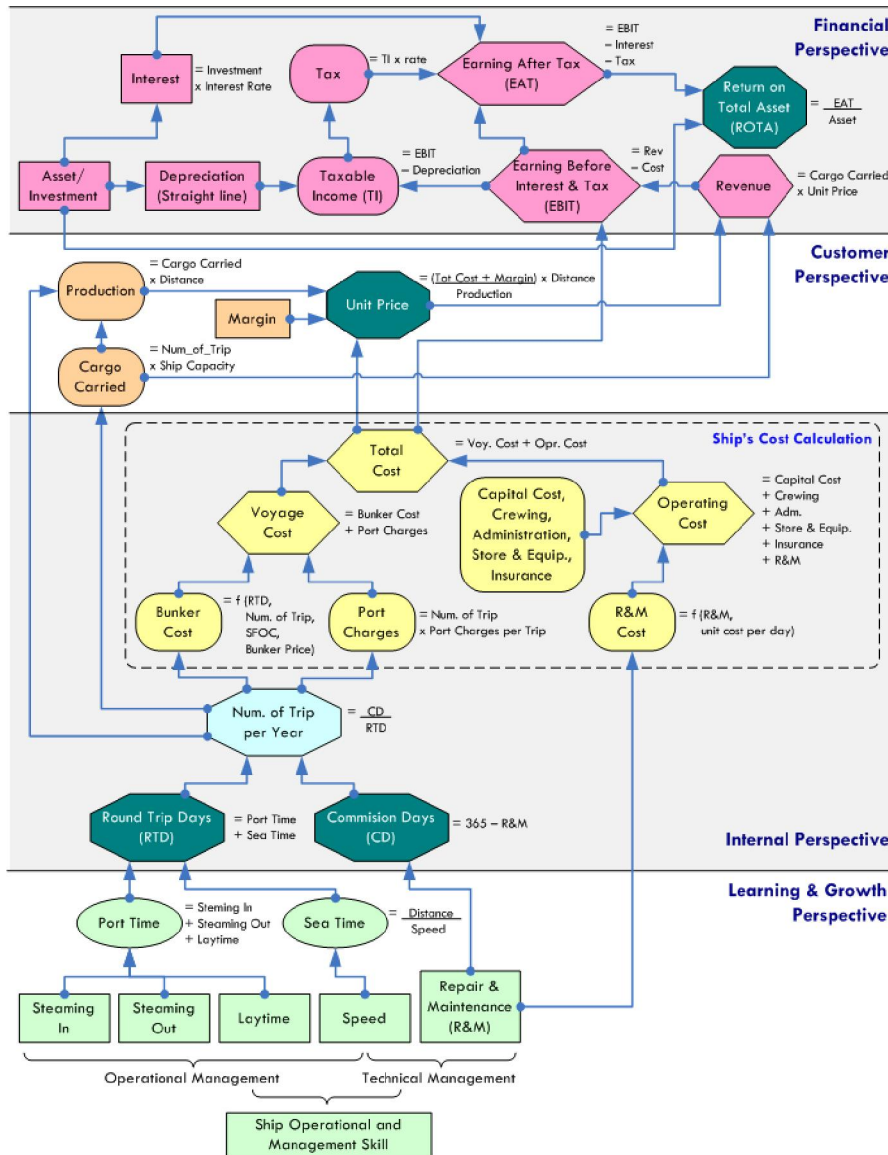 Financial
Perspective
Interest
= Investment
x Interest Rate
Tax
= TI x rate
Earning After Tax
(EAT)
= EBIT
– Interest
– Tax
Return on
Total Asset
(ROTA)
= EAT
Asset
Asset/
Investment
Depreciation
(Straight line)
Taxable
Income (TI)
= EBIT
– Depreciation
Earning Before
Interest & Tax
(EBIT)
= Rev
– Cost
Revenue
= Cargo Carried
x Unit Price
Customer
Perspective
Production
= Cargo Carried
x Distance
Margin
Unit Price
= (Tot Cost + Margin) x Distance
Production
Cargo
Carried
= Num_of_Trip
x Ship Capacity
Ship's Cost Calculation
Total
Cost
= Voy. Cost + Opr. Cost
Voyage
Cost
= Bunker Cost
+ Port Charges
Capital Cost,
Crewing,
Administration,
Store & Equip.,
Insurance
Operating
Cost
= Capital Cost
+ Crewing
+ Adm.
+ Store & Equip.
+ Insurance
+ R&M
Bunker
Cost
= f (RTD,
Num. of Trip,
SFOC,
Bunker Price)
Port
Charges
= Num. of Trip
x Port Charges per Trip
R&M
Cost
= f (R&M,
unit cost per day)
Num. of Trip
per Year
= CD
RTD
Round Trip Days
(RTD)
= Port Time
+ Sea Time
Commision Days
(CD)
= 365 – R&M
Internal Perspective
Learning & Growth
Perspective
Port Time
= Steming In
+ Steaming Out
+ Laytime
Sea Time
= Distance
Speed
Steaming
In
Steaming
Out
Laytime
Speed
Repair &
Maintenance
(R&M)
Operational Management
Technical Management
Ship Operational and
Management Skill